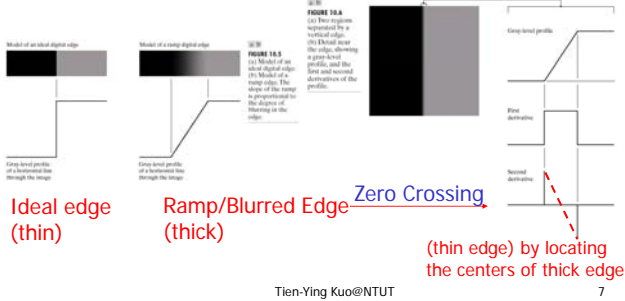 Model of an ideal digital edge
Gray-level profile
of a horizontal line
through the image
Model of a ramp digital edge
Gray-level profile
of a horizontal line
through the image
a b
FIGURE 10.5
(a) Model of an
ideal digital edge.
(b) Model of a
ramp edge. The
slope of the ramp
is proportional to
the degree of
blurring in the
edge.
a b
FIGURE 10.6
(a) Two regions
separated by a
vertical edge.
(b) Detail near
the edge, showing
a gray-level
profile, and the
first and second
derivatives of the
profile.
Gray-level profile
First
derivative
Second
derivative
Ideal edge
(thin)
Ramp/Blurred Edge
(thick)
Zero Crossing
(thin edge) by locating
the centers of thick edge
Tien-Ying Kuo@NTUT
7